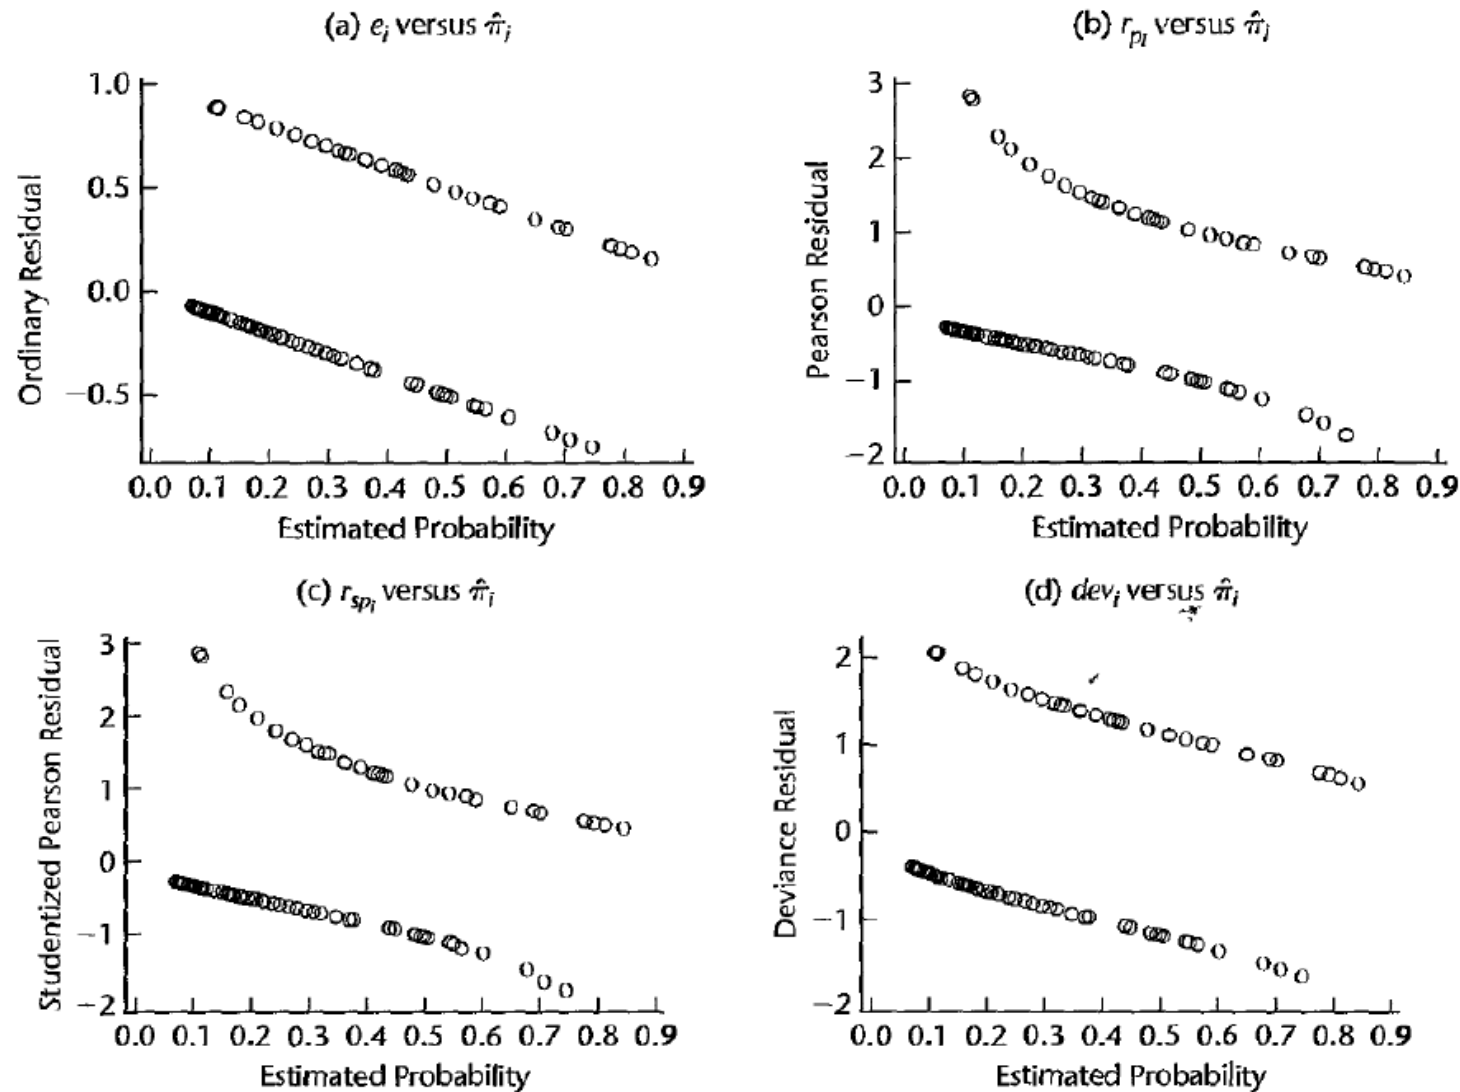 (a) eᵢ versus π̂ᵢ
1.0
0.5
0.0
−0.5
Ordinary Residual
0.0 0.1 0.2 0.3 0.4 0.5 0.6 0.7 0.8 0.9
Estimated Probability
(b) r_pᵢ versus π̂ᵢ
3
2
1
0
−1
−2
Pearson Residual
0.0 0.1 0.2 0.3 0.4 0.5 0.6 0.7 0.8 0.9
Estimated Probability
(c) r_spᵢ versus π̂ᵢ
3
2
1
0
−1
−2
Studentized Pearson Residual
0.0 0.1 0.2 0.3 0.4 0.5 0.6 0.7 0.8 0.9
Estimated Probability
(d) devᵢ versus π̂ᵢ
2
1
0
−1
−2
Deviance Residual
0.0 0.1 0.2 0.3 0.4 0.5 0.6 0.7 0.8 0.9
Estimated Probability